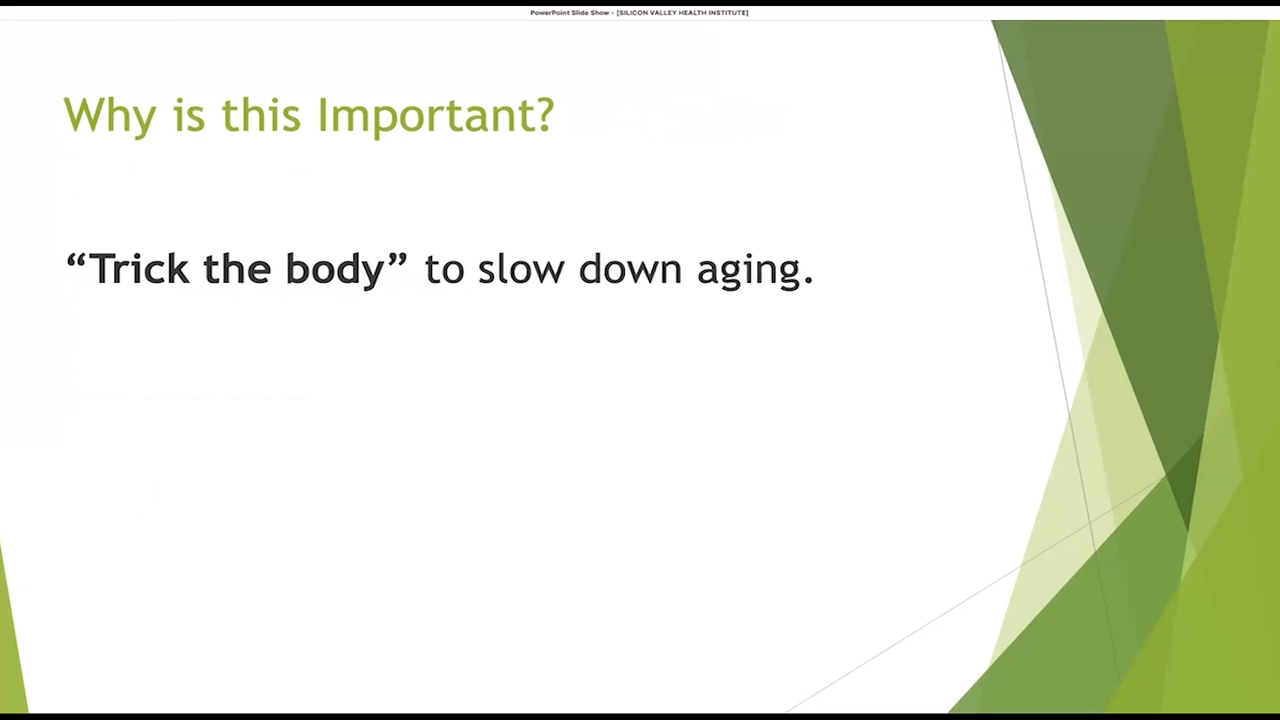 PowerPoint Slide Show - [SILICON VALLEY HEALTH INSTITUTE]
Why is this Important?
“Trick the body” to slow down aging.